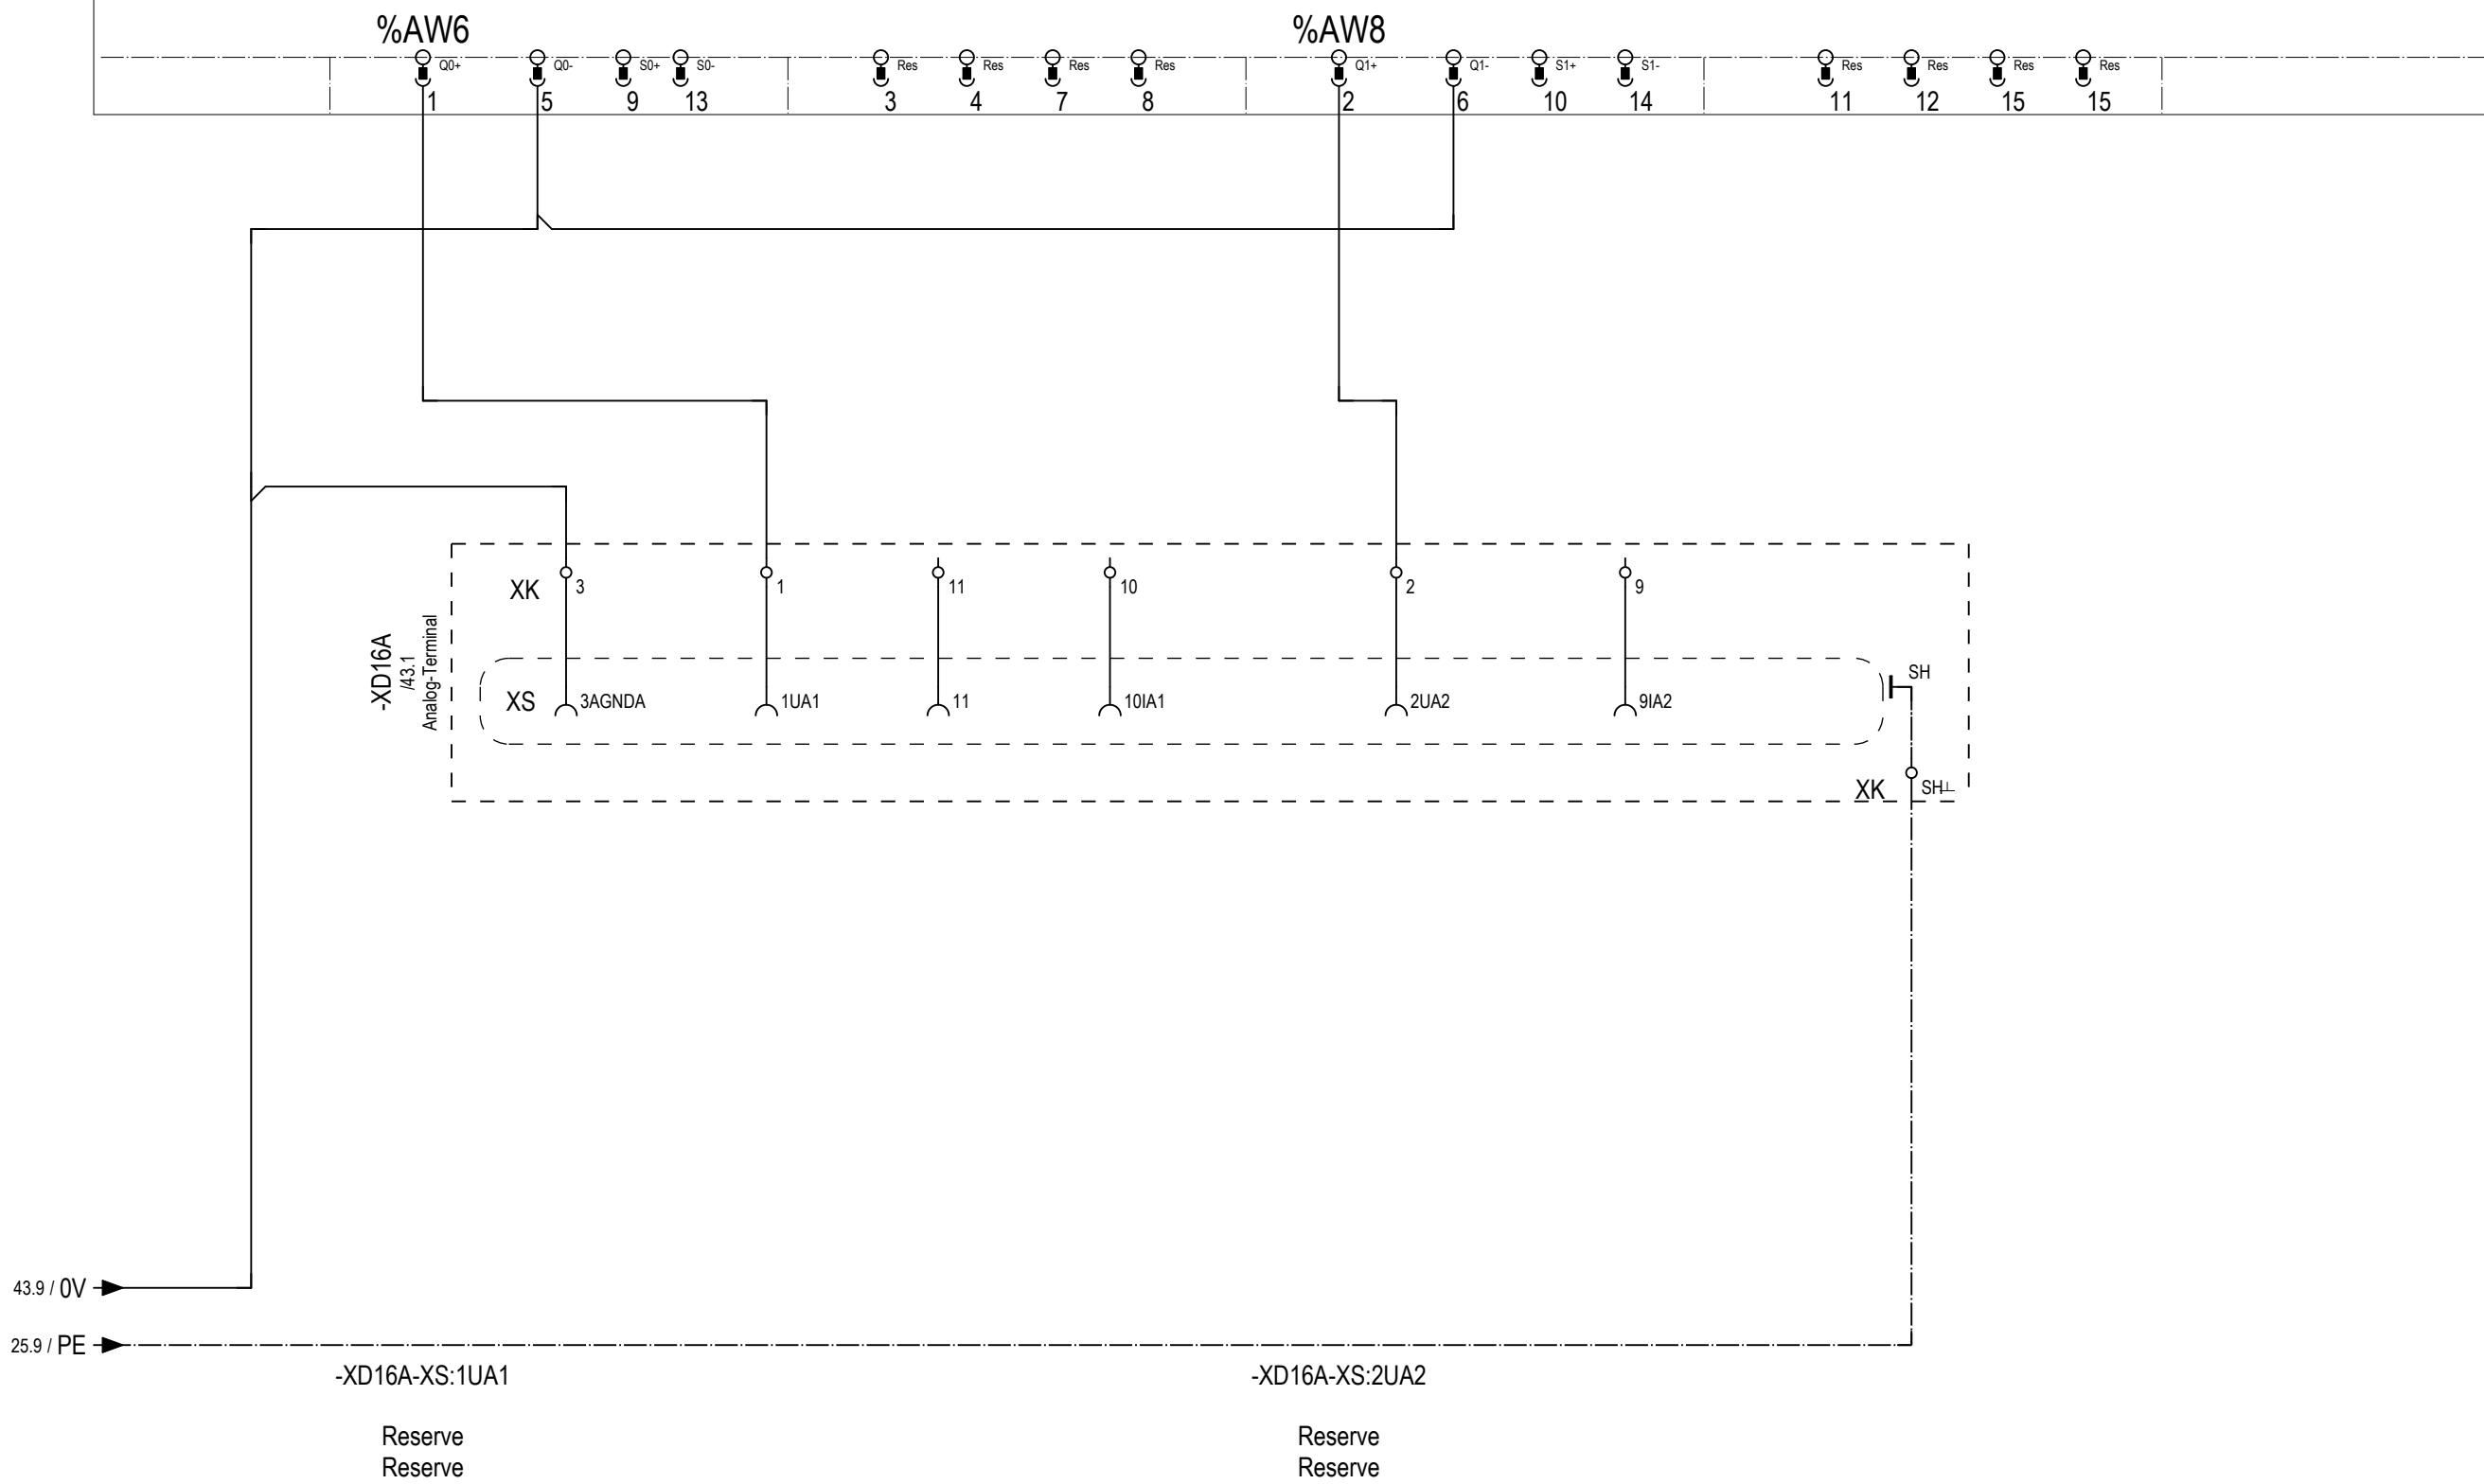 %AW6 %AW8
Q0+ Q0- S0+ S0- Res Res Res Res Q1+ Q1- S1+ S1- Res Res Res Res
1 5 9 13 3 4 7 8 2 6 10 14 11 12 15 15
XK 3 1 11 10 2 9
-XD16A
/43.1
Analog-Terminal
SH
XS 3AGNDA 1UA1 11 10IA1 2UA2 9IA2
XK SH⊥
43.9 / 0V
25.9 / PE
-XD16A-XS:1UA1 -XD16A-XS:2UA2
Reserve Reserve
Reserve Reserve